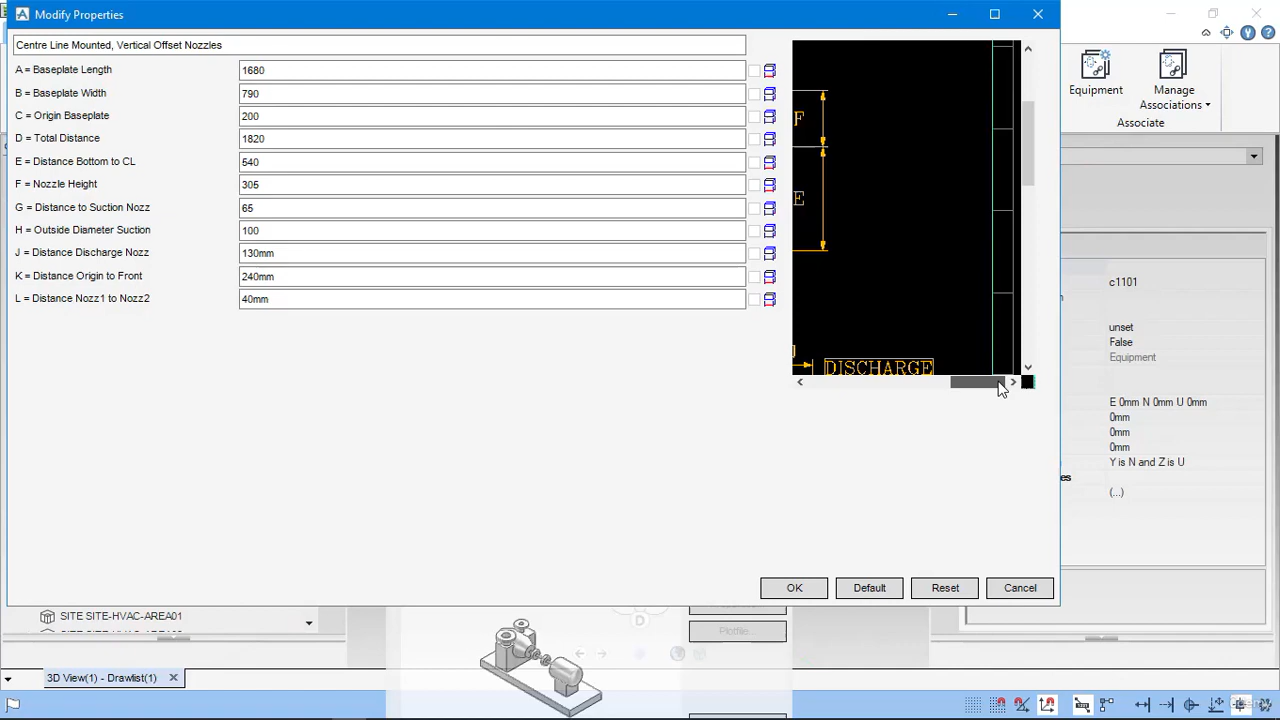 Modify Properties
Centre Line Mounted, Vertical Offset Nozzles
A = Baseplate Length 1680
B = Baseplate Width 790
C = Origin Baseplate 200
D = Total Distance 1820
E = Distance Bottom to CL 540
F = Nozzle Height 305
G = Distance to Suction Nozz 65
H = Outside Diameter Suction 100
J = Distance Discharge Nozz 130mm
K = Distance Origin to Front 240mm
L = Distance Nozz1 to Nozz2 40mm
F
E
DISCHARGE
OK Default Reset Cancel
Equipment
Manage
Associations
Associate
c1101
unset
False
Equipment
E 0mm N 0mm U 0mm
0mm
0mm
0mm
Y is N and Z is U
(...)
SITE SITE-HVAC-AREA01
D
Plotfile...
3D View(1) - Drawlist(1)